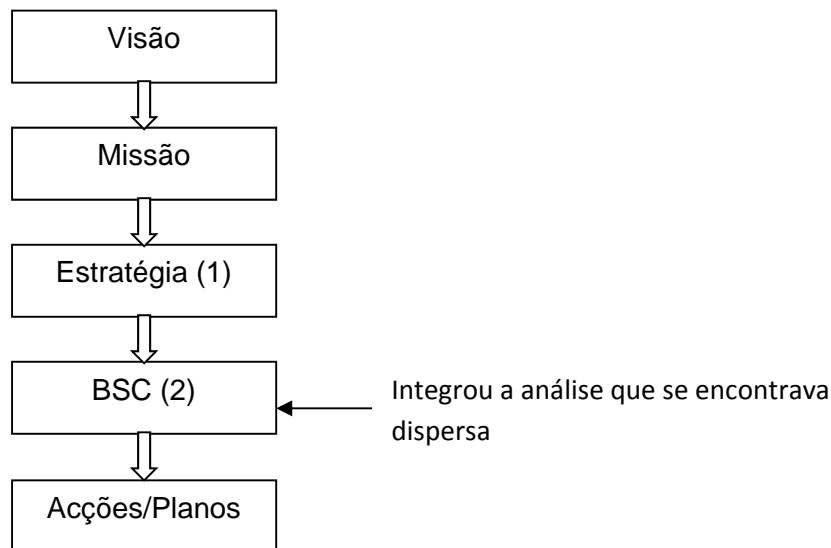 Visão
Missão
Estratégia (1)
BSC (2)
Integrou a análise que se encontrava
dispersa
Acções/Planos